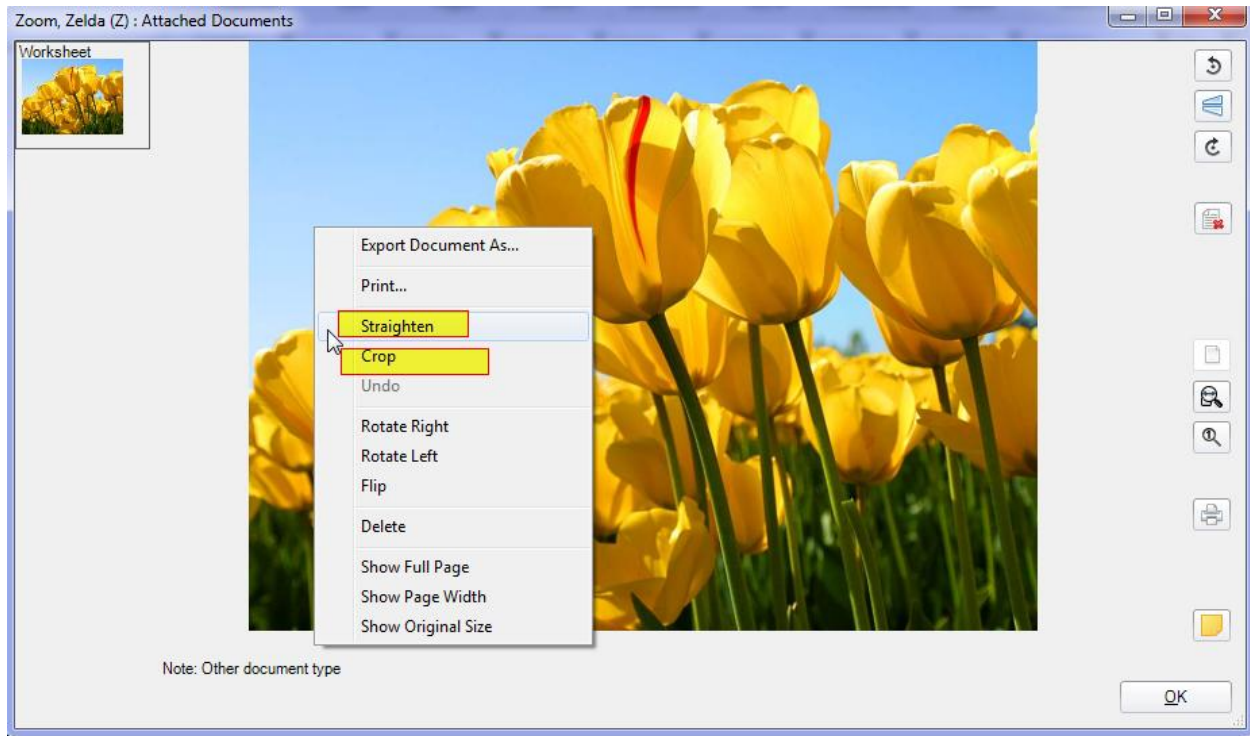 Zoom, Zelda (Z) : Attached Documents
Worksheet
Export Document As...
Print...
Straighten
Crop
Undo
Rotate Right
Rotate Left
Flip
Delete
Show Full Page
Show Page Width
Show Original Size
Note: Other document type
OK